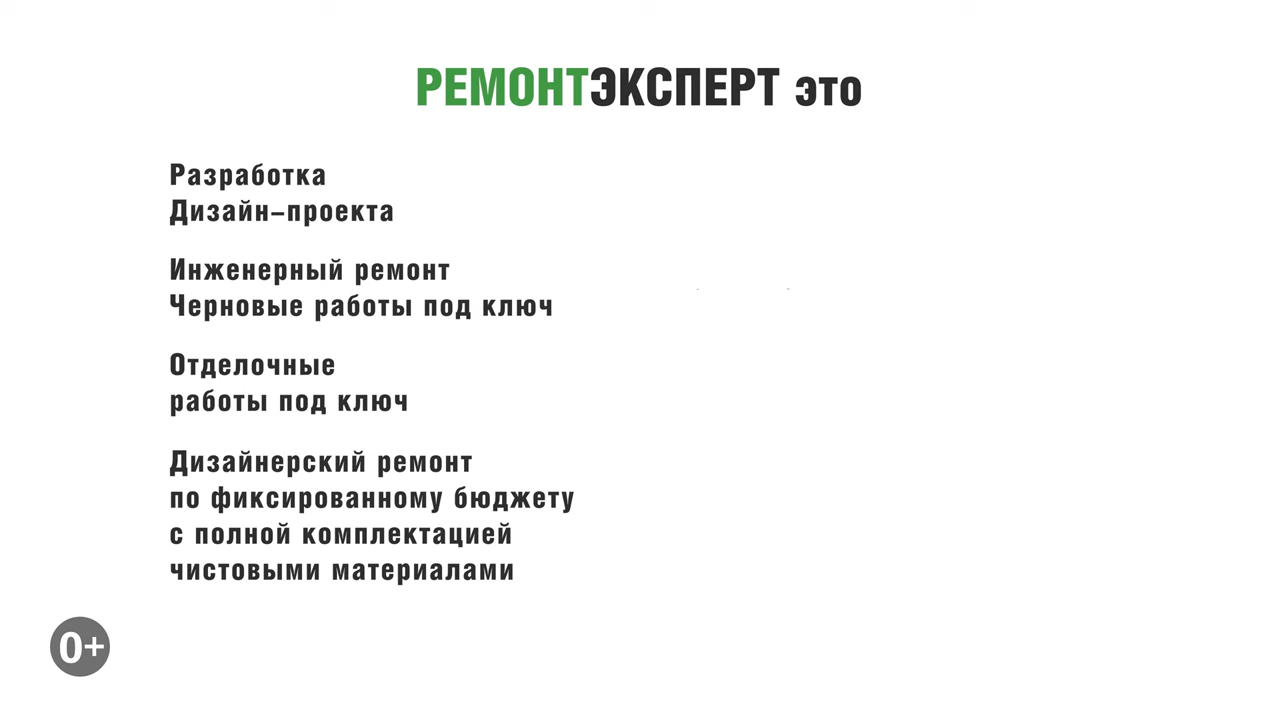 РЕМОНТЭКСПЕРТ это
Разработка
Дизайн–проекта
Инженерный ремонт
Черновые работы под ключ
Отделочные
работы под ключ
Дизайнерский ремонт
по фиксированному бюджету
с полной комплектацией
чистовыми материалами
0+